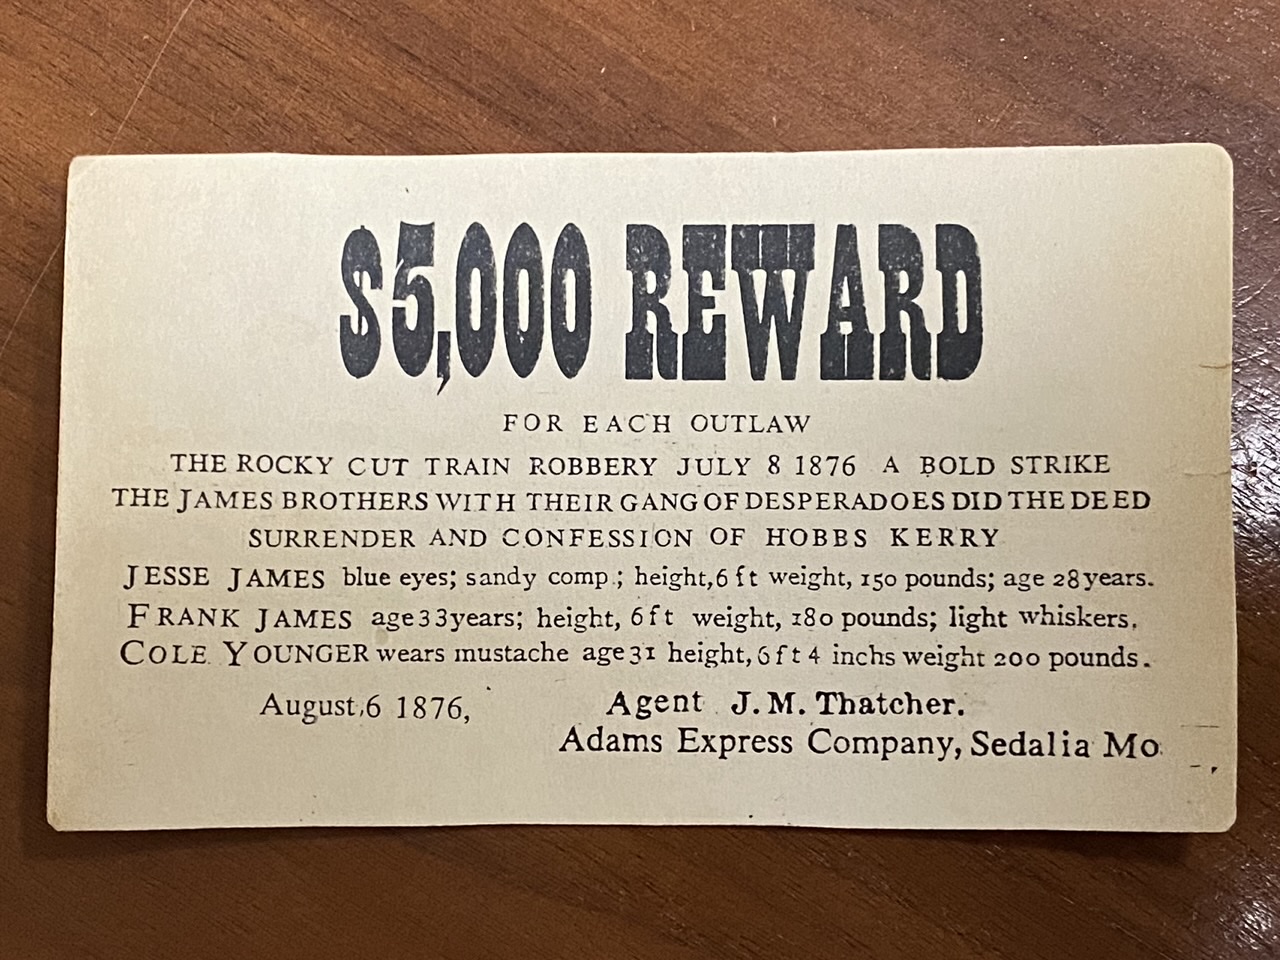 $5,000 REWARD
FOR EACH OUTLAW
THE ROCKY CUT TRAIN ROBBERY JULY 8 1876 A BOLD STRIKE
THE JAMES BROTHERS WITH THEIR GANG OF DESPERADOES DID THE DEED
SURRENDER AND CONFESSION OF HOBBS KERRY
JESSE JAMES blue eyes; sandy comp.; height, 6 ft weight, 150 pounds; age 28 years.
FRANK JAMES age 33 years; height, 6 ft weight, 180 pounds; light whiskers.
COLE YOUNGER wears mustache age 31 height, 6 ft 4 inchs weight 200 pounds.
August, 6 1876, Agent J. M. Thatcher.
Adams Express Company, Sedalia Mo